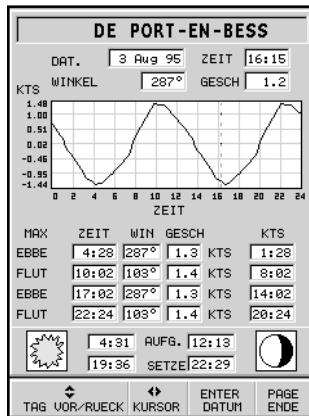 DE PORT-EN-BESS
DAT. 3 Aug 95 ZEIT 16:15
WINKEL 287° GESCH 1.2
KTS
1.48
1.00
0.51
0.02
-0.46
-0.95
-1.44
0 2 4 6 8 10 12 14 16 18 20 22 24
ZEIT
MAX ZEIT WIN GESCH KTS
EBBE 4:28 287° 1.3 KTS 1:28
FLUT 10:02 103° 1.4 KTS 8:02
EBBE 17:02 287° 1.3 KTS 14:02
FLUT 22:24 103° 1.4 KTS 20:24
4:31 AUFG. 12:13
19:36 SETZE 22:29
TAG VOR/RUECK KURSOR ENTER DATUM PAGE ENDE